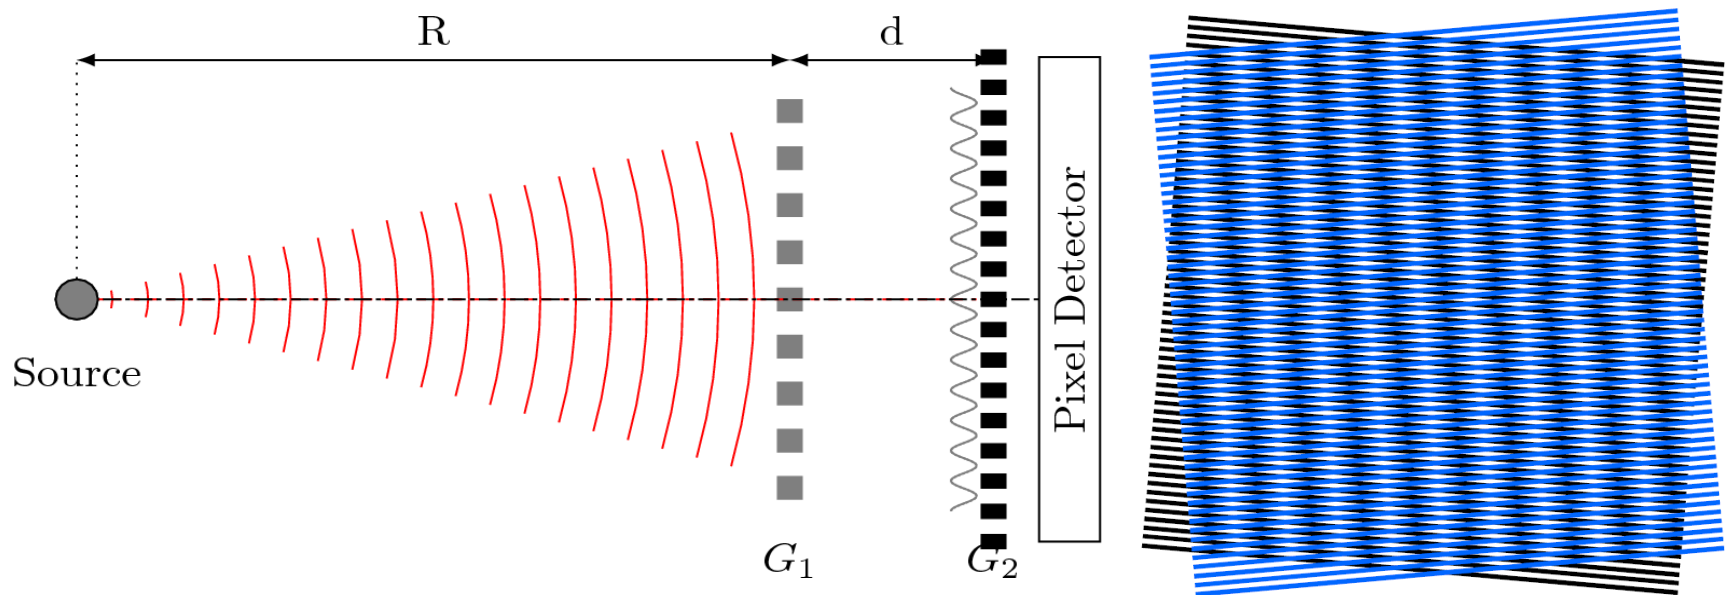 R
d
Source
G₁
G₂
Pixel Detector